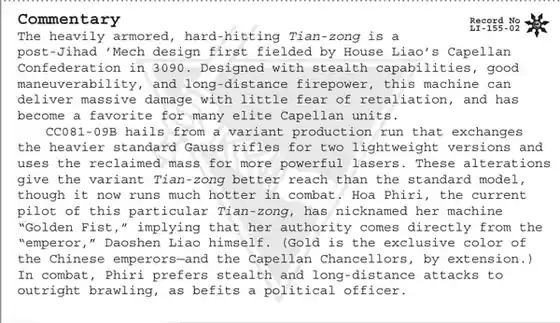 Commentary
Record No
LI-155-02
The heavily armored, hard-hitting Tian-zong is a
post-Jihad ’Mech design first fielded by House Liao’s Capellan
Confederation in 3090. Designed with stealth capabilities, good
maneuverability, and long-distance firepower, this machine can
deliver massive damage with little fear of retaliation, and has
become a favorite for many elite Capellan units.
CC081-09B hails from a variant production run that exchanges
the heavier standard Gauss rifles for two lightweight versions and
uses the reclaimed mass for more powerful lasers. These alterations
give the variant Tian-zong better reach than the standard model,
though it now runs much hotter in combat. Hoa Phiri, the current
pilot of this particular Tian-zong, has nicknamed her machine
“Golden Fist,” implying that her authority comes directly from the
“emperor,” Daoshen Liao himself. (Gold is the exclusive color of
the Chinese emperors—and the Capellan Chancellors, by extension.)
In combat, Phiri prefers stealth and long-distance attacks to
outright brawling, as befits a political officer.